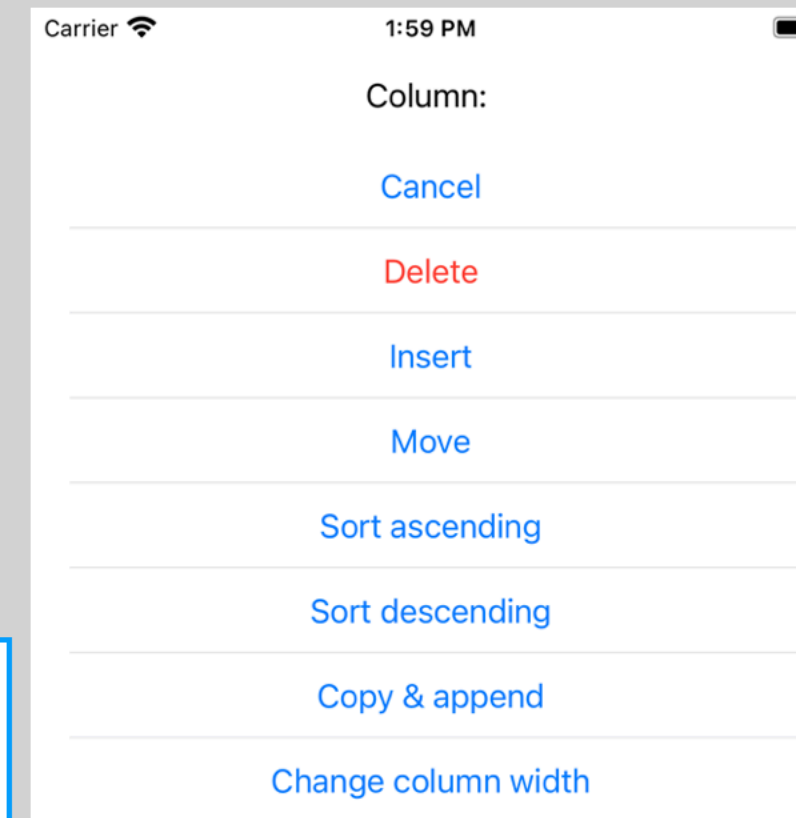 Carrier 1:59 PM
Column:
Cancel
Delete
Insert
Move
Sort ascending
Sort descending
Copy & append
Change column width